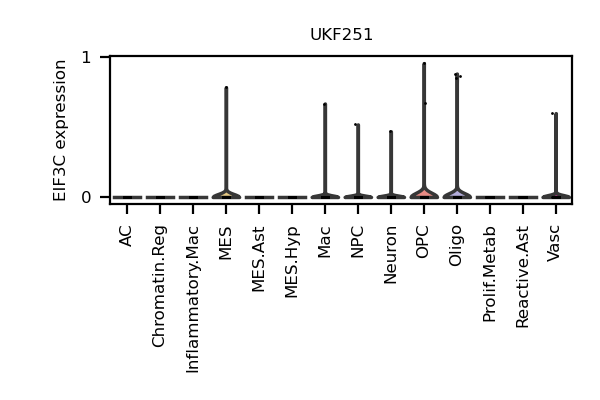 UKF251
EIF3C expression
1
0
AC
Chromatin.Reg
Inflammatory.Mac
MES
MES.Ast
MES.Hyp
Mac
NPC
Neuron
OPC
Oligo
Prolif.Metab
Reactive.Ast
Vasc